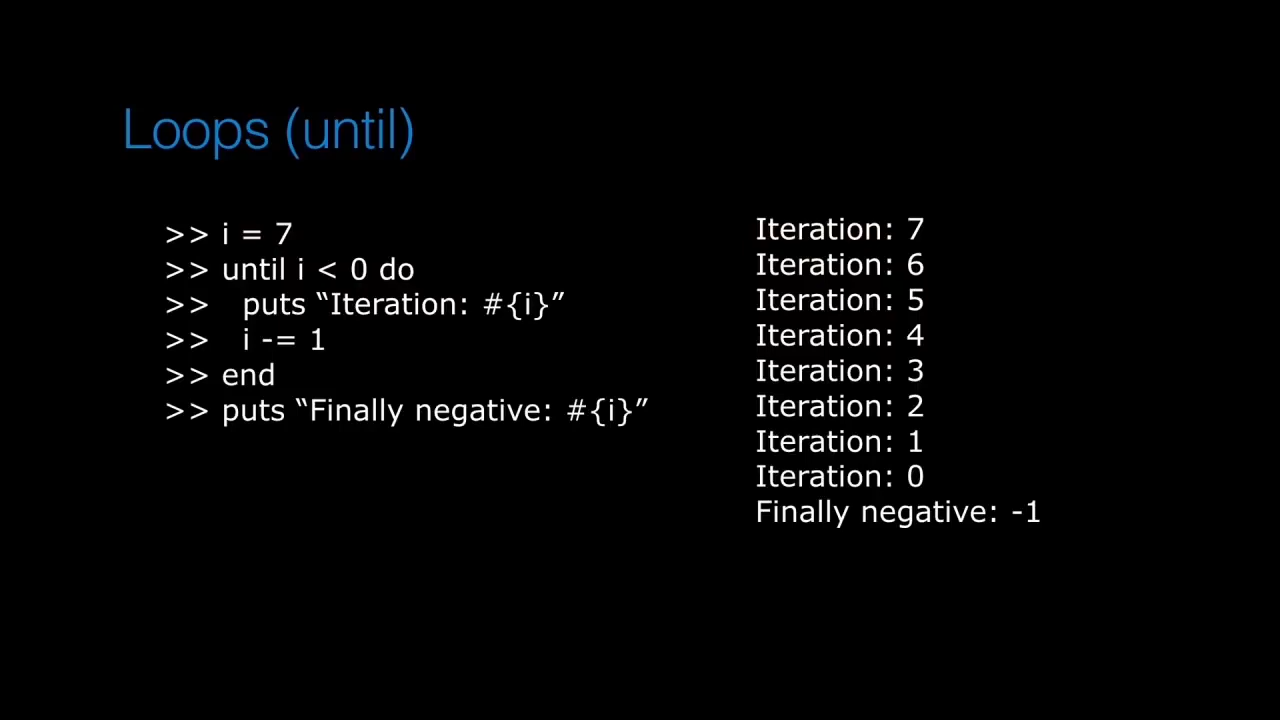 Loops (until)
>> i = 7
>> until i < 0 do
>>   puts “Iteration: #{i}”
>>   i -= 1
>> end
>> puts “Finally negative: #{i}”
Iteration: 7
Iteration: 6
Iteration: 5
Iteration: 4
Iteration: 3
Iteration: 2
Iteration: 1
Iteration: 0
Finally negative: -1